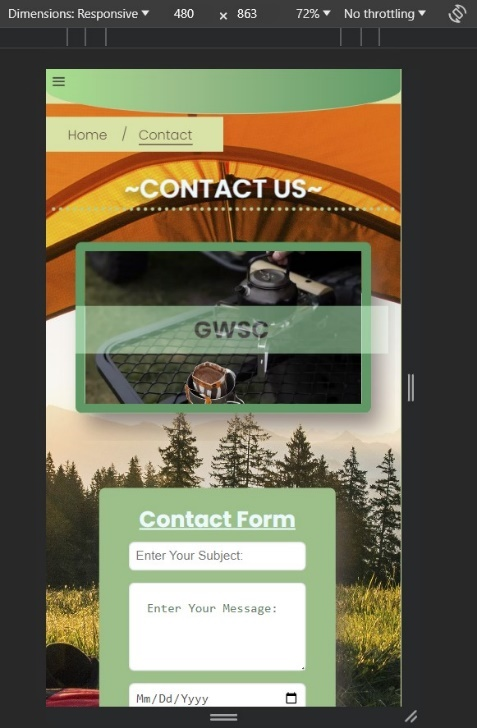 Dimensions: Responsive ▼ 480 × 863 72% ▼ No throttling ▼
Home / Contact
~CONTACT US~
GWSC
Contact Form
Enter Your Subject:
Enter Your Message:
Mm/Dd/Yyyy